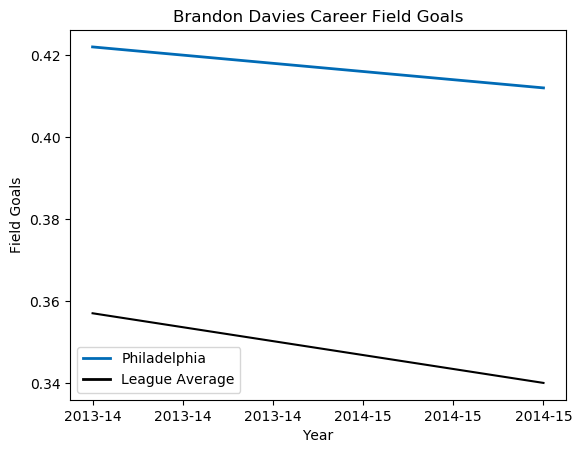 Brandon Davies Career Field Goals
Field Goals
0.42
0.40
0.38
0.36
0.34
Philadelphia
League Average
2013-14 2013-14 2013-14 2014-15 2014-15 2014-15
Year